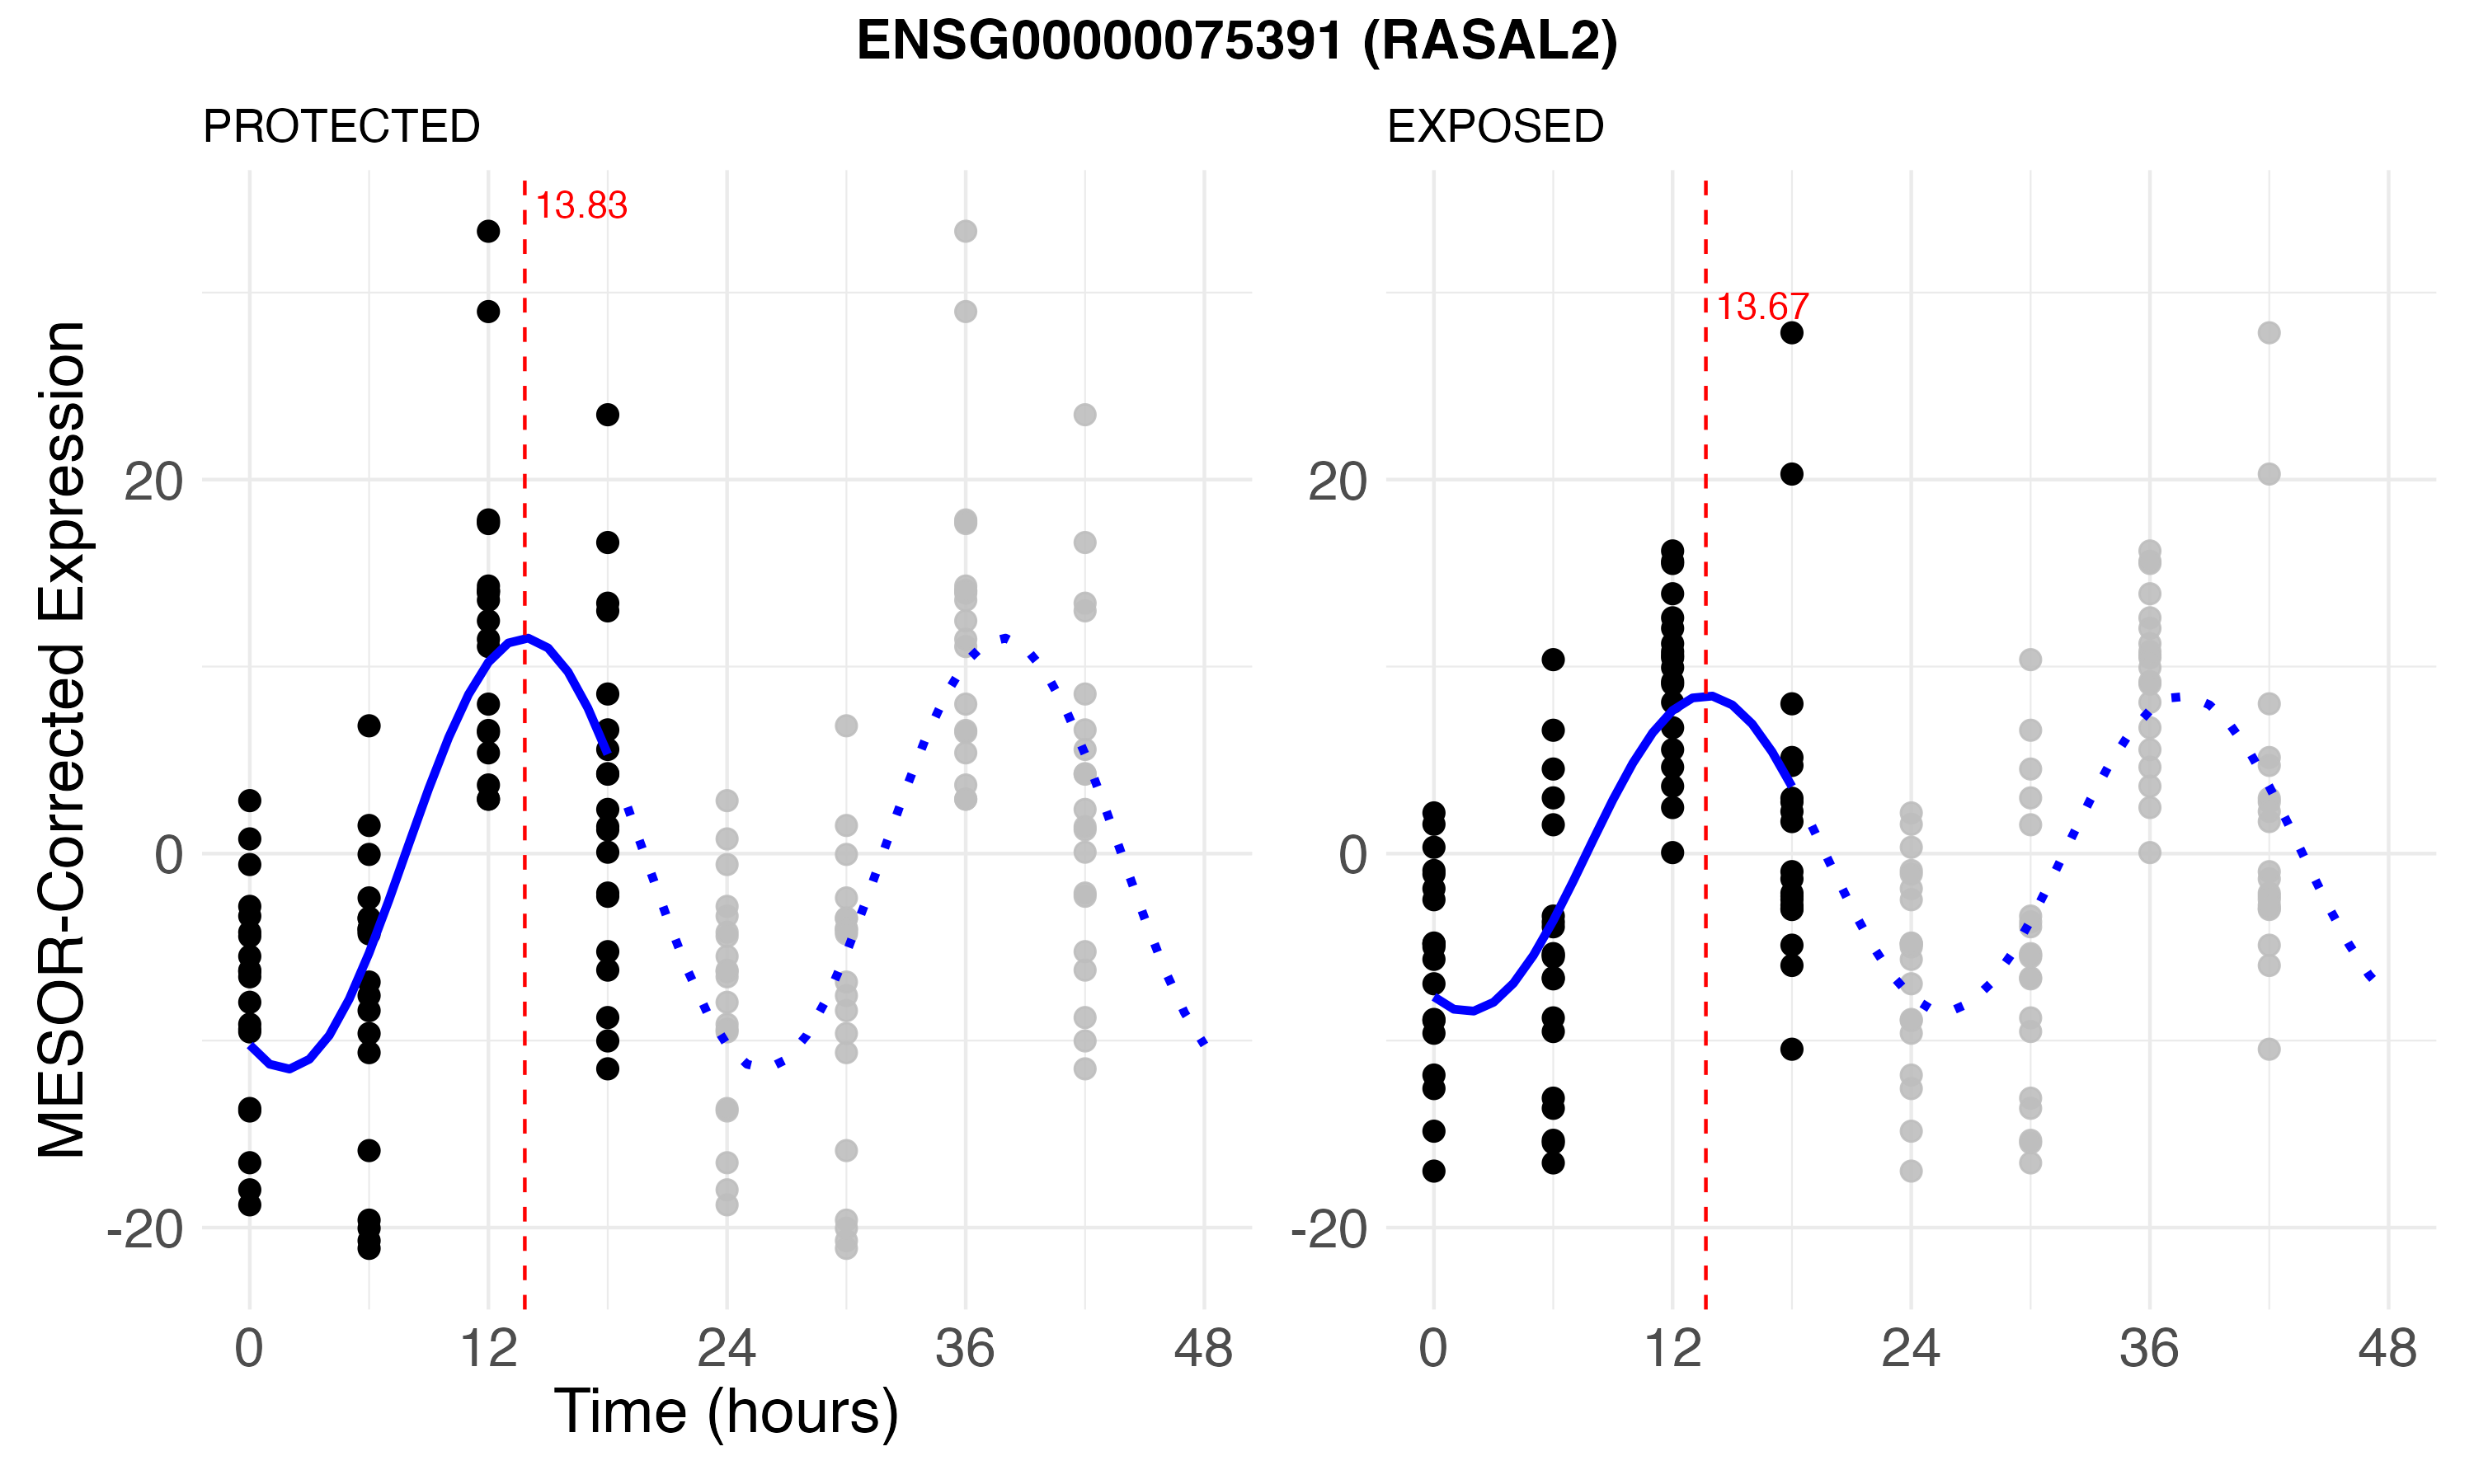 ENSG00000075391 (RASAL2)
PROTECTED
EXPOSED
MESOR-Corrected Expression
13.83
13.67
20
0
-20
20
0
-20
0 12 24 36 48
0 12 24 36 48
Time (hours)